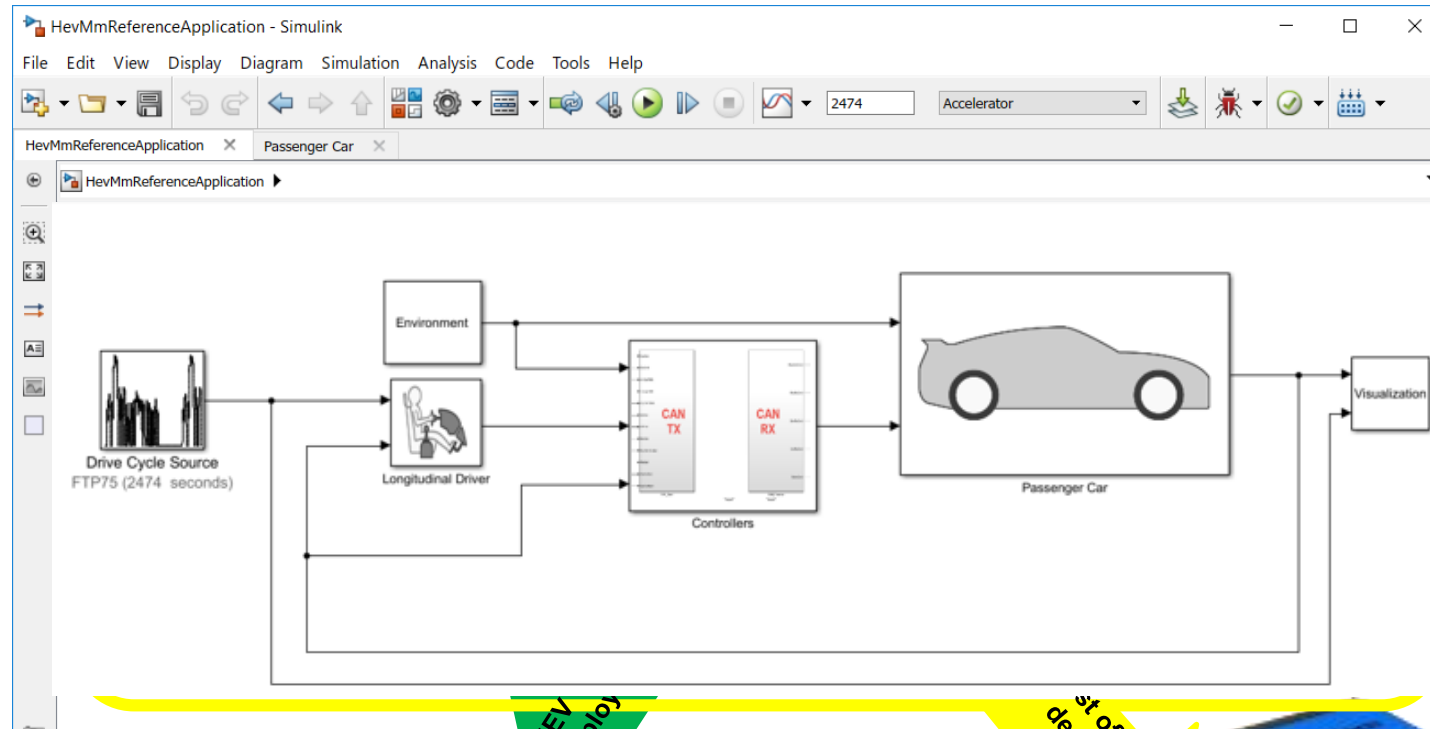 HevMmReferenceApplication - Simulink
File Edit View Display Diagram Simulation Analysis Code Tools Help
2474
Accelerator
HevMmReferenceApplication
Passenger Car
HevMmReferenceApplication
Environment
CAN
TX
CAN
RX
Visualization
Drive Cycle Source
FTP75 (2474 seconds)
Longitudinal Driver
Passenger Car
Controllers